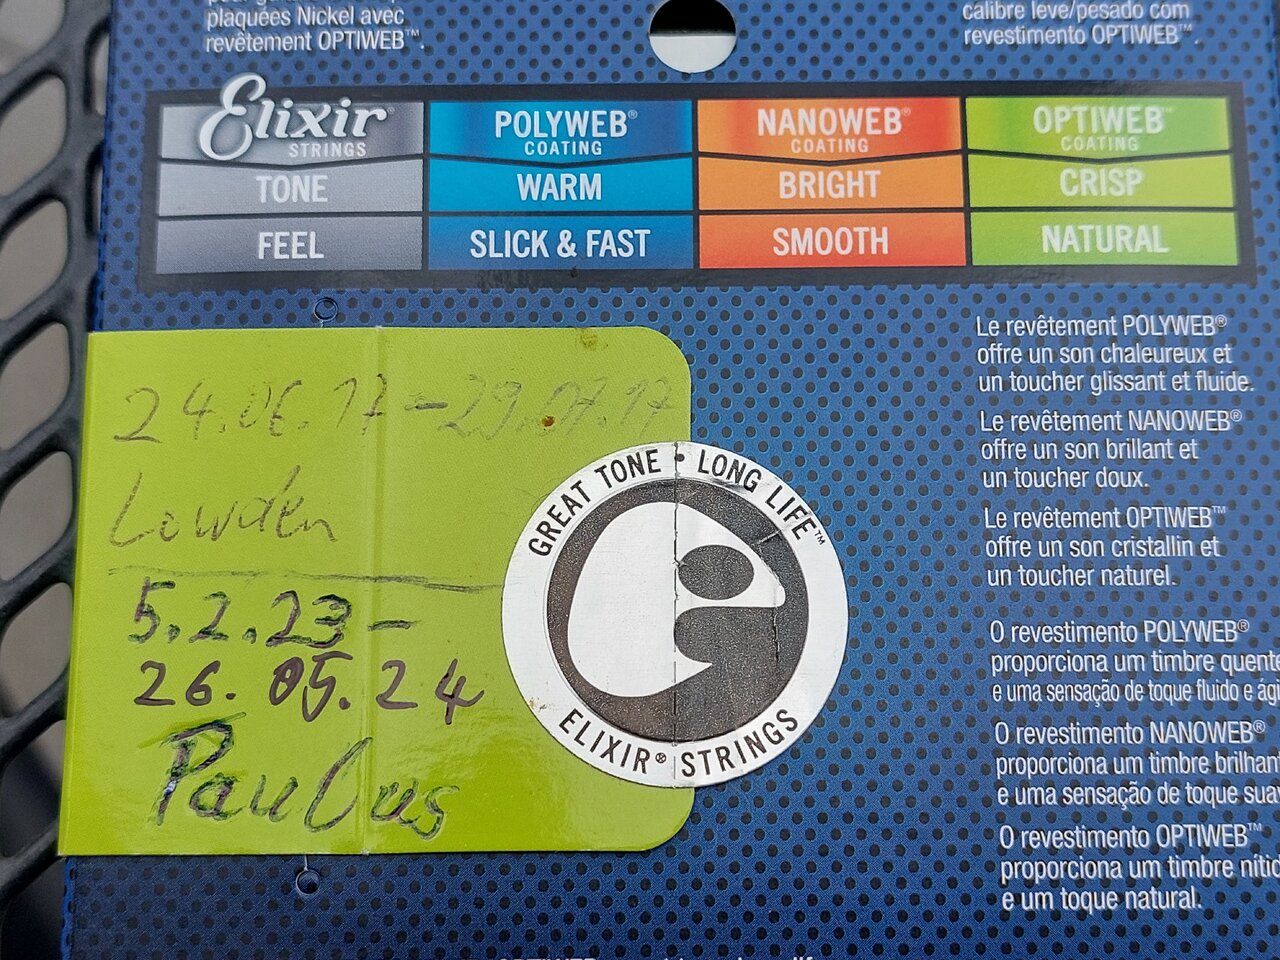 plaquées Nickel avec
revêtement OPTIWEB™.
calibre leve/pesado com
revestimento OPTIWEB™.
Elixir® STRINGS
POLYWEB® COATING
NANOWEB® COATING
OPTIWEB™ COATING
TONE WARM BRIGHT CRISP
FEEL SLICK & FAST SMOOTH NATURAL
24.06.17-29.07.17
Lowden
5.2.23-
26.05.24
Paulus
GREAT TONE • LONG LIFE™
ELIXIR® STRINGS
Le revêtement POLYWEB®
offre un son chaleureux et
un toucher glissant et fluide.
Le revêtement NANOWEB®
offre un son brillant et
un toucher doux.
Le revêtement OPTIWEB™
offre un son cristallin et
un toucher naturel.
O revestimento POLYWEB®
proporciona um timbre quente
e uma sensação de toque fluido e
O revestimento NANOWEB®
proporciona um timbre
e uma sensação de toque
O revestimento OPTIWEB™
proporciona um timbre
e um toque natural.